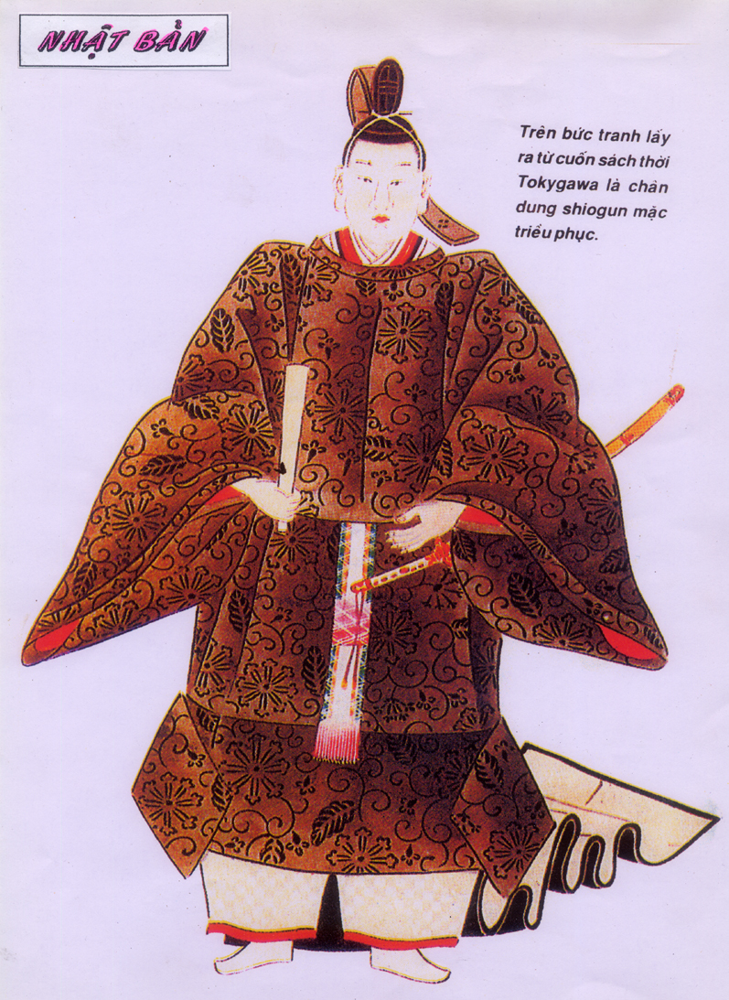 NHẬT BẢN
Trên bức tranh lấy
ra từ cuốn sách thời
Tokygawa là chân
dung shiogun mặc
triều phục.